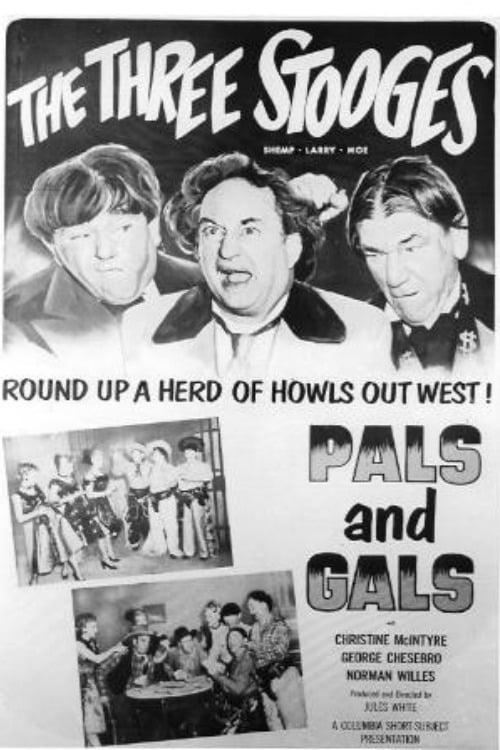 THE THREE STOOGES
SHEMP - LARRY - MOE
$
ROUND UP A HERD OF HOWLS OUT WEST!
PALS
and
GALS
with
CHRISTINE McINTYRE
GEORGE CHESEBRO
NORMAN WILLES
Produced and Directed by
JULES WHITE
A COLUMBIA SHORT-SUBJECT
PRESENTATION